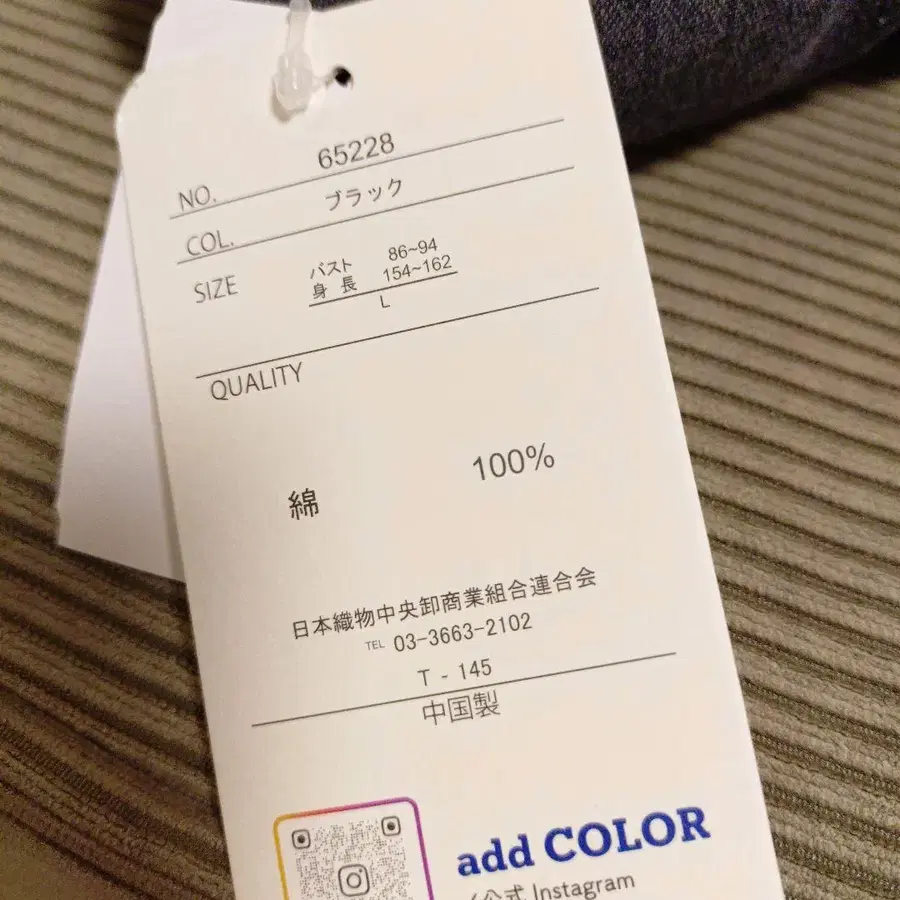 NO. 65228
COL. ブラック
SIZE バスト 86~94
身長 154~162
L
QUALITY
綿 100%
日本織物中央卸商業組合連合会
TEL 03-3663-2102
T - 145
中国製
add COLOR
公式 Instagram